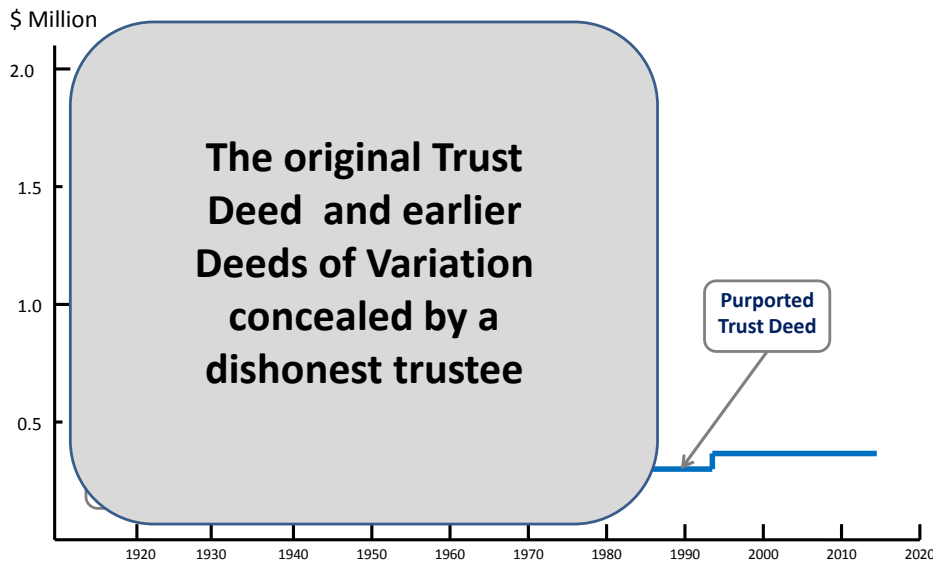 $ Million
2.0
The original Trust
Deed and earlier
Deeds of Variation
concealed by a
dishonest trustee
1.5
1.0
Purported
Trust Deed
0.5
1920 1930 1940 1950 1960 1970 1980 1990 2000 2010 2020